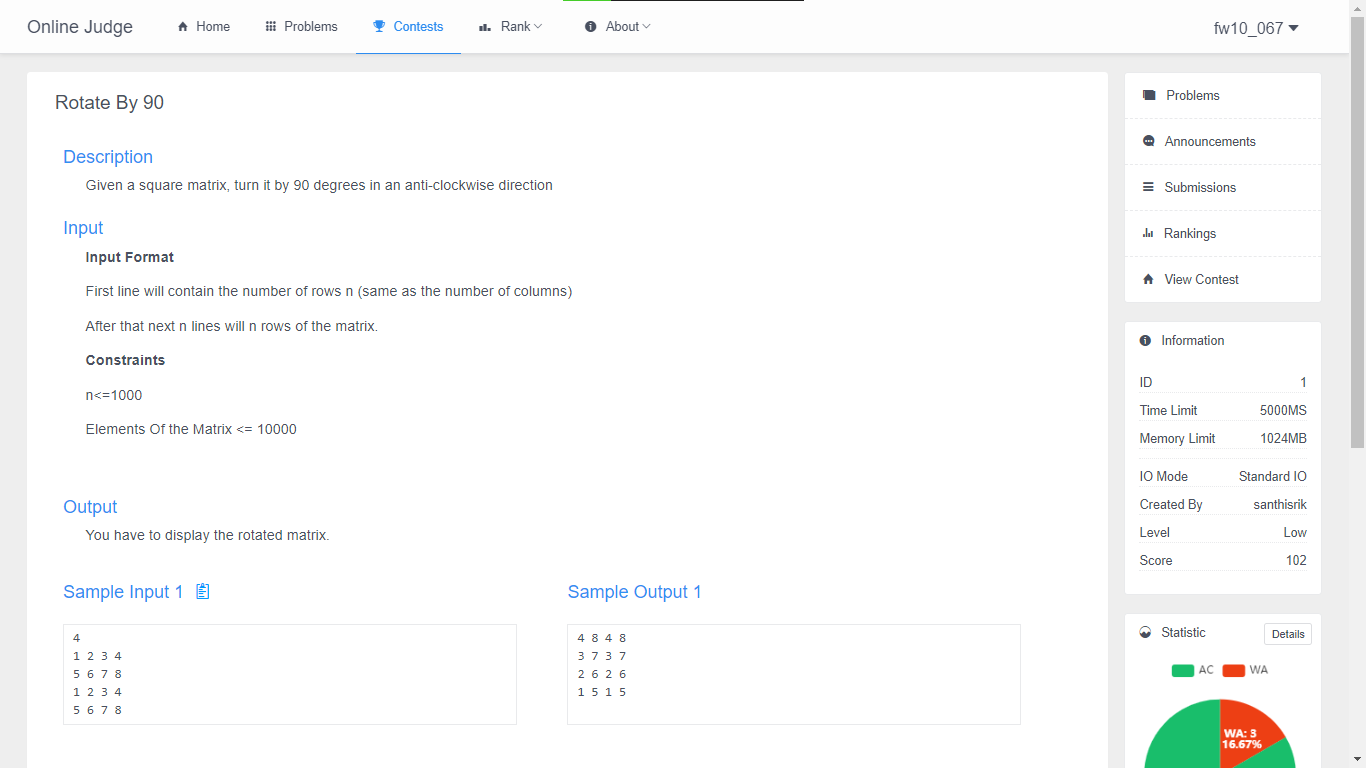 Online Judge
Home
Problems
Contests
Rank
About
fw10_067
Rotate By 90
Description
Given a square matrix, turn it by 90 degrees in an anti-clockwise direction
Input
Input Format
First line will contain the number of rows n (same as the number of columns)
After that next n lines will n rows of the matrix.
Constraints
n<=1000
Elements Of the Matrix <= 10000
Output
You have to display the rotated matrix.
Sample Input 1
4
1 2 3 4
5 6 7 8
1 2 3 4
5 6 7 8
Sample Output 1
4 8 4 8
3 7 3 7
2 6 2 6
1 5 1 5
Problems
Announcements
Submissions
Rankings
View Contest
Information
ID 1
Time Limit 5000MS
Memory Limit 1024MB
IO Mode Standard IO
Created By santhisrik
Level Low
Score 102
Statistic
Details
AC WA
WA: 3
16.67%